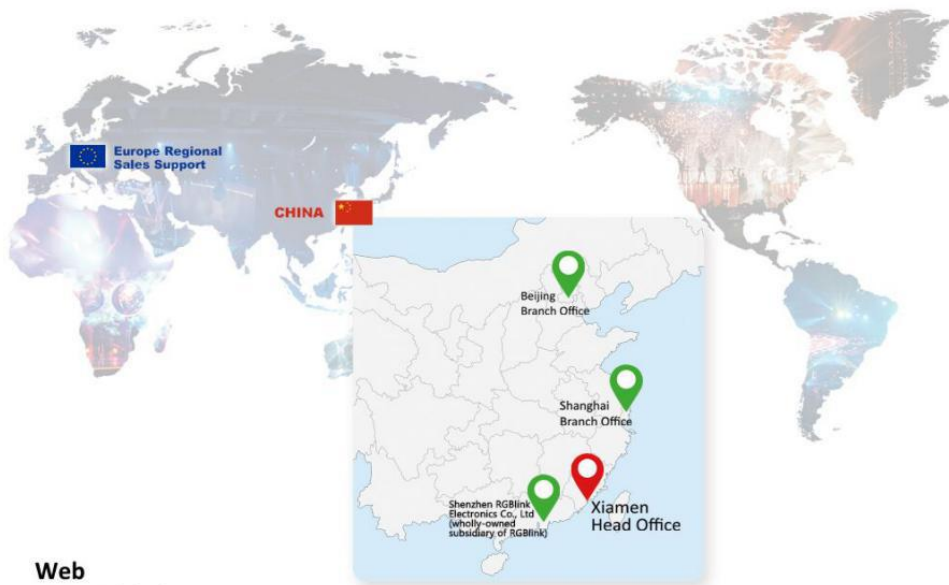 Europe Regional
Sales Support
CHINA
Beijing
Branch Office
Shanghai
Branch Office
Shenzhen RGBlink
Electronics Co., Ltd
(wholly-owned
subsidiary of RGBlink)
Xiamen
Head Office
Web